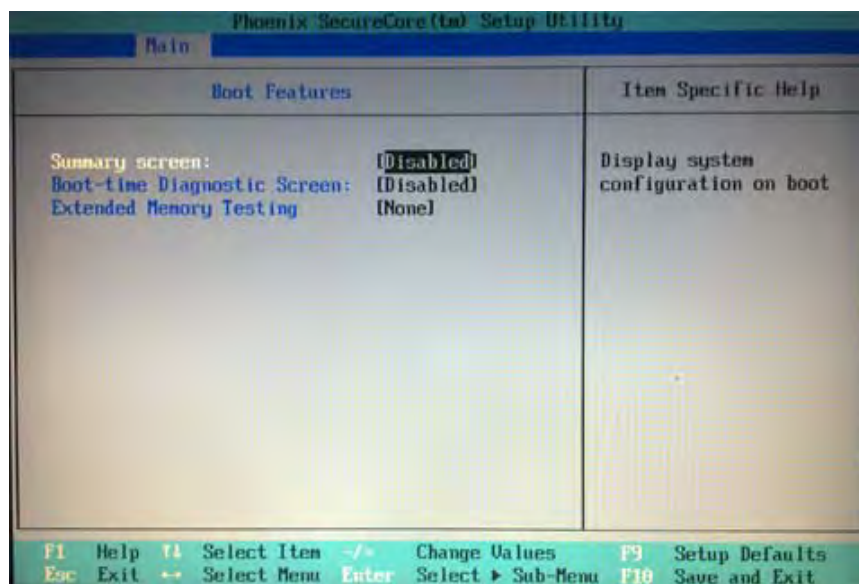 Phoenix SecureCore(tm) Setup Utility
Main
Boot Features
Item Specific Help
Summary screen: [Disabled]
Boot-time Diagnostic Screen: [Disabled]
Extended Memory Testing [None]
Display system
configuration on boot
F1 Help ↑↓ Select Item -/+ Change Values F9 Setup Defaults
Esc Exit ↔ Select Menu Enter Select ▶ Sub-Menu F10 Save and Exit